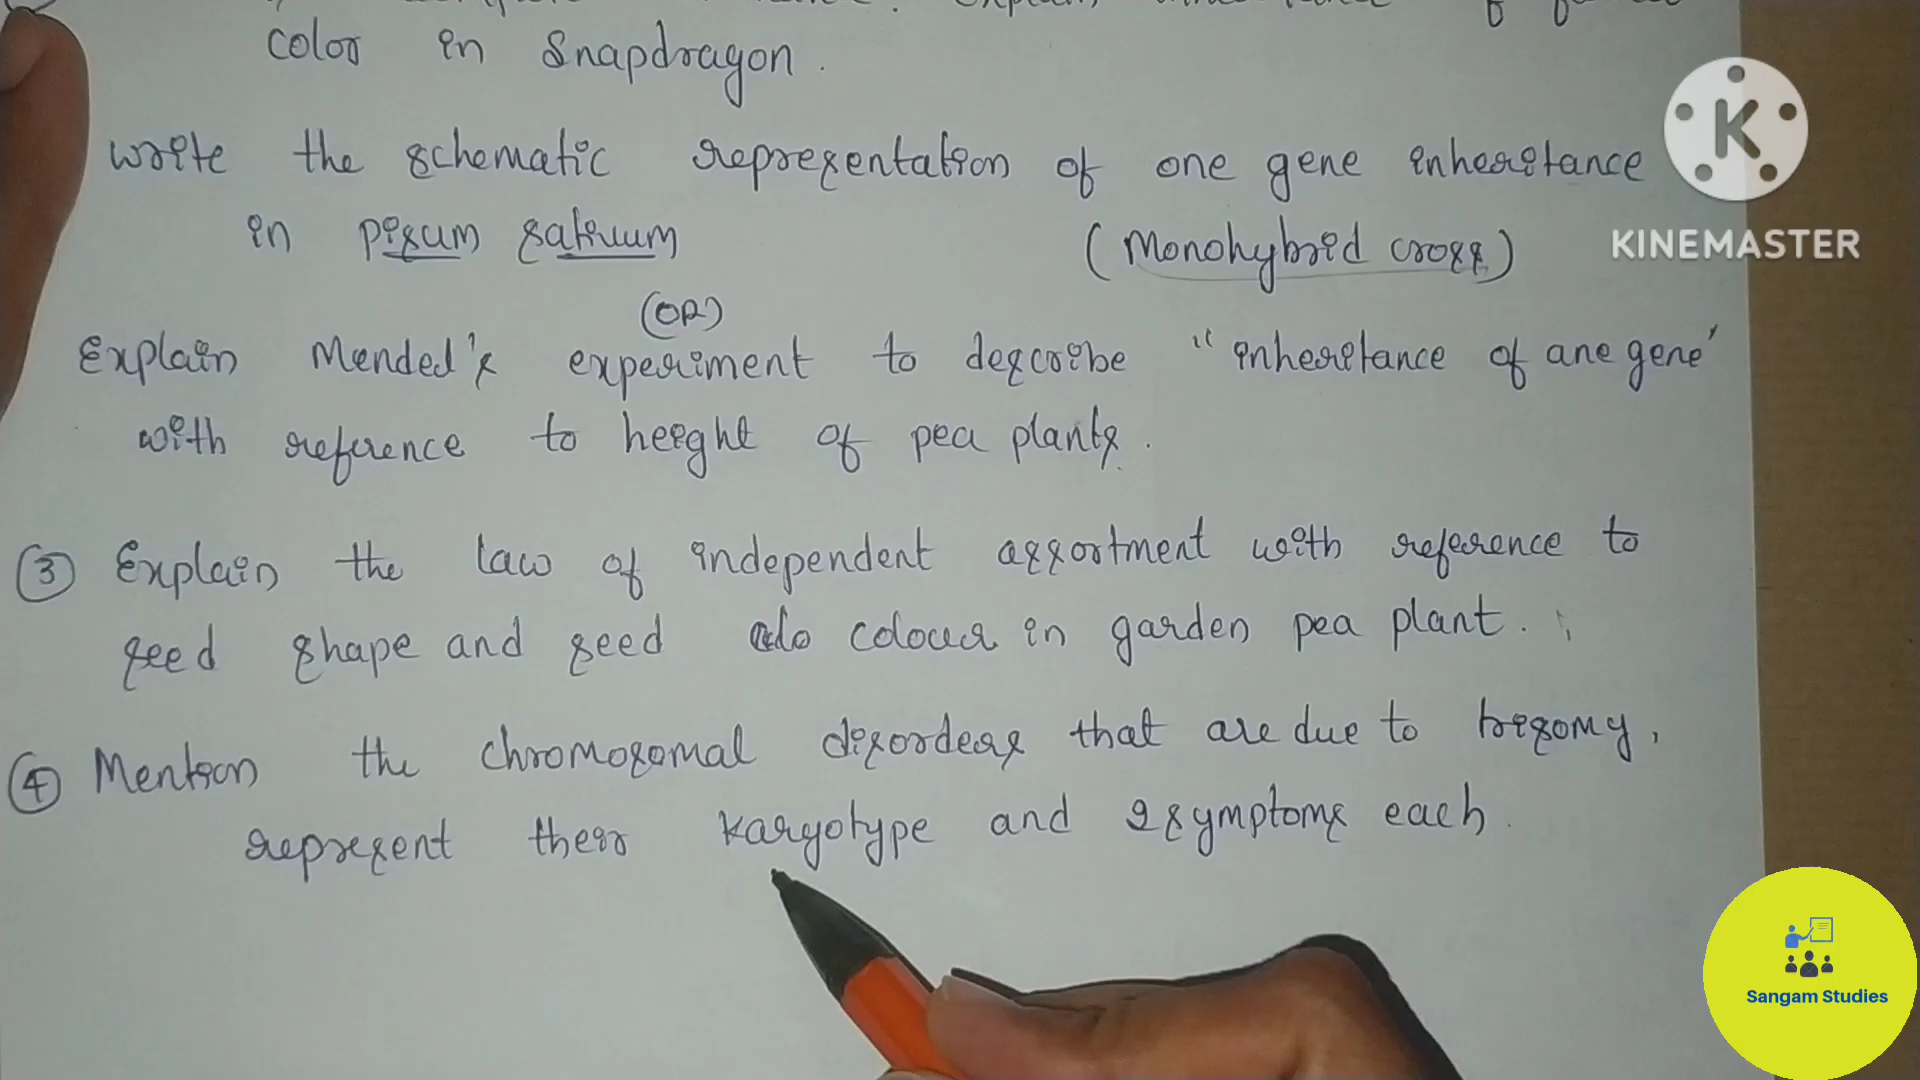 color in Snapdragon.
write the schematic representation of one gene inheritance
in pisum sativum (Monohybrid cross)
(OR)
Explain Mendel's experiment to describe "inheritance of ane gene"
with reference to height of pea plants.
③ Explain the law of independent assortment with reference to
seed shape and seed colour in garden pea plant.
④ Mention the chromosomal disorders that are due to trisomy,
represent their karyotype and 2 symptoms each.
K
KINEMASTER
Sangam Studies